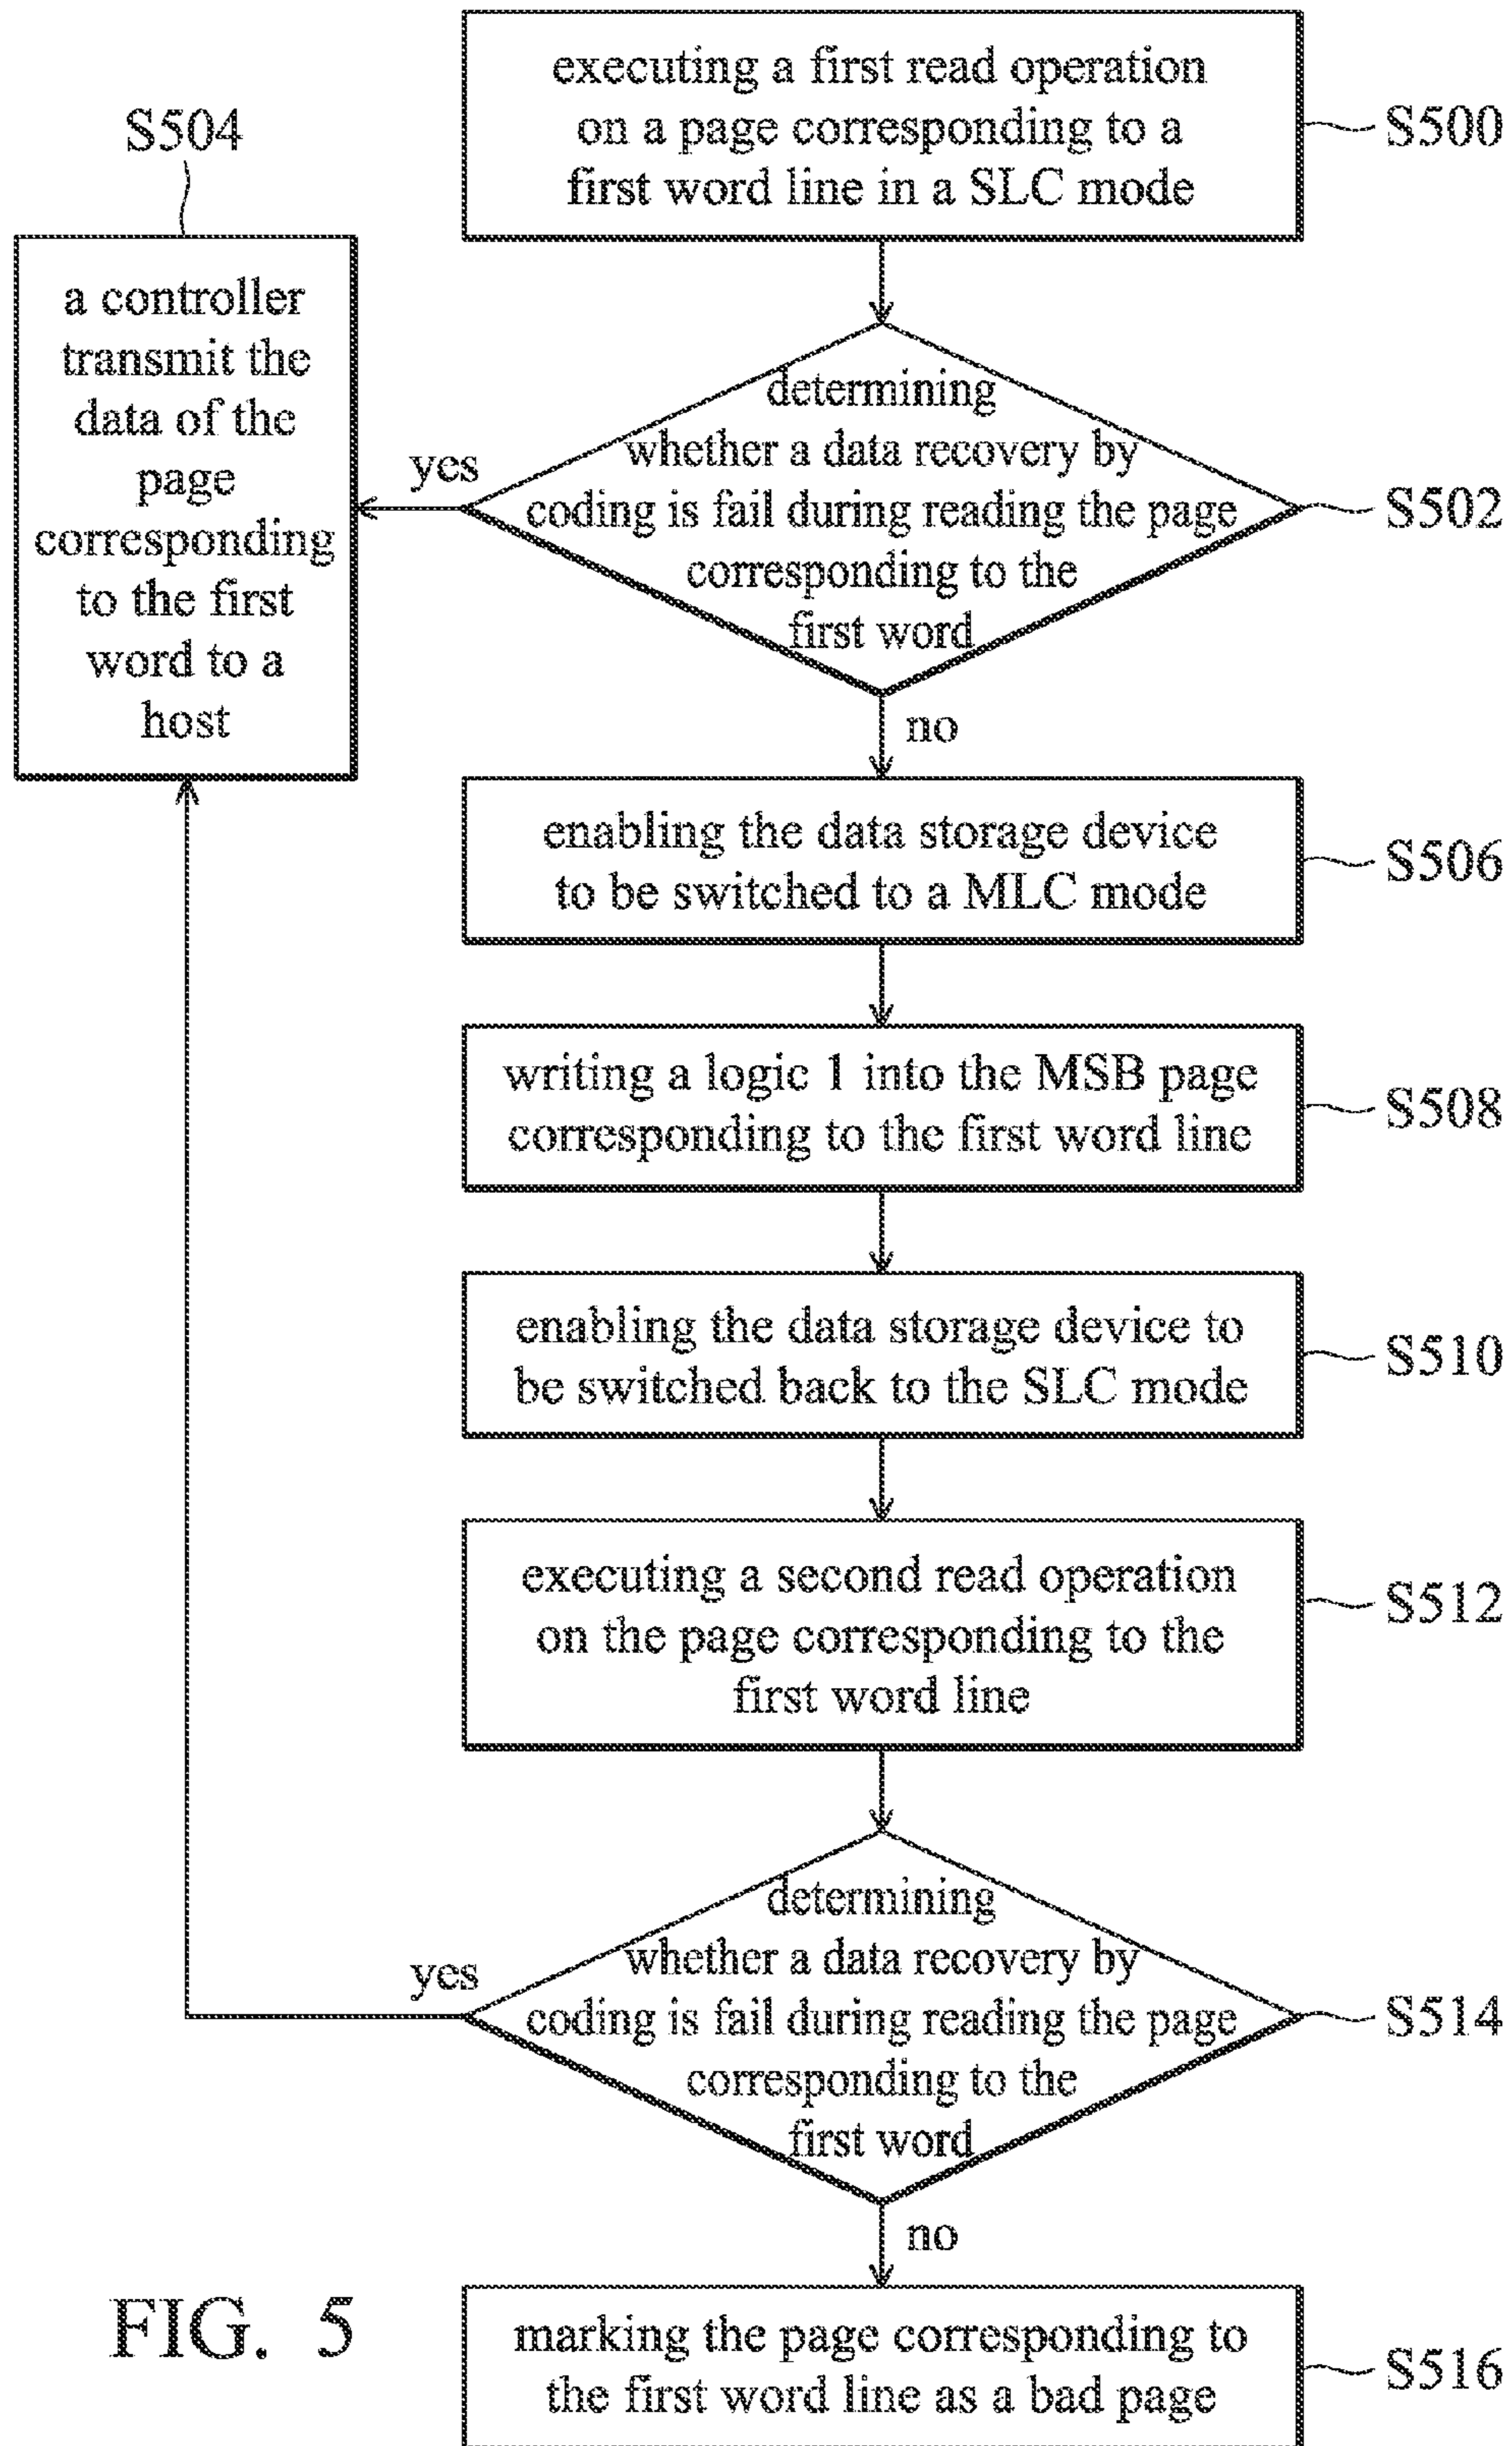 executing a first read operation
on a page corresponding to a
first word line in a SLC mode
S500
S504
a controller
transmit the
data of the
page
corresponding
to the first
word to a
host
determining
whether a data recovery by
coding is fail during reading the page
corresponding to the
first word
S502
yes
no
enabling the data storage device
to be switched to a MLC mode
S506
writing a logic 1 into the MSB page
corresponding to the first word line
S508
enabling the data storage device to
be switched back to the SLC mode
S510
executing a second read operation
on the page corresponding to the
first word line
S512
determining
whether a data recovery by
coding is fail during reading the page
corresponding to the
first word
S514
yes
no
marking the page corresponding to
the first word line as a bad page
S516
FIG. 5